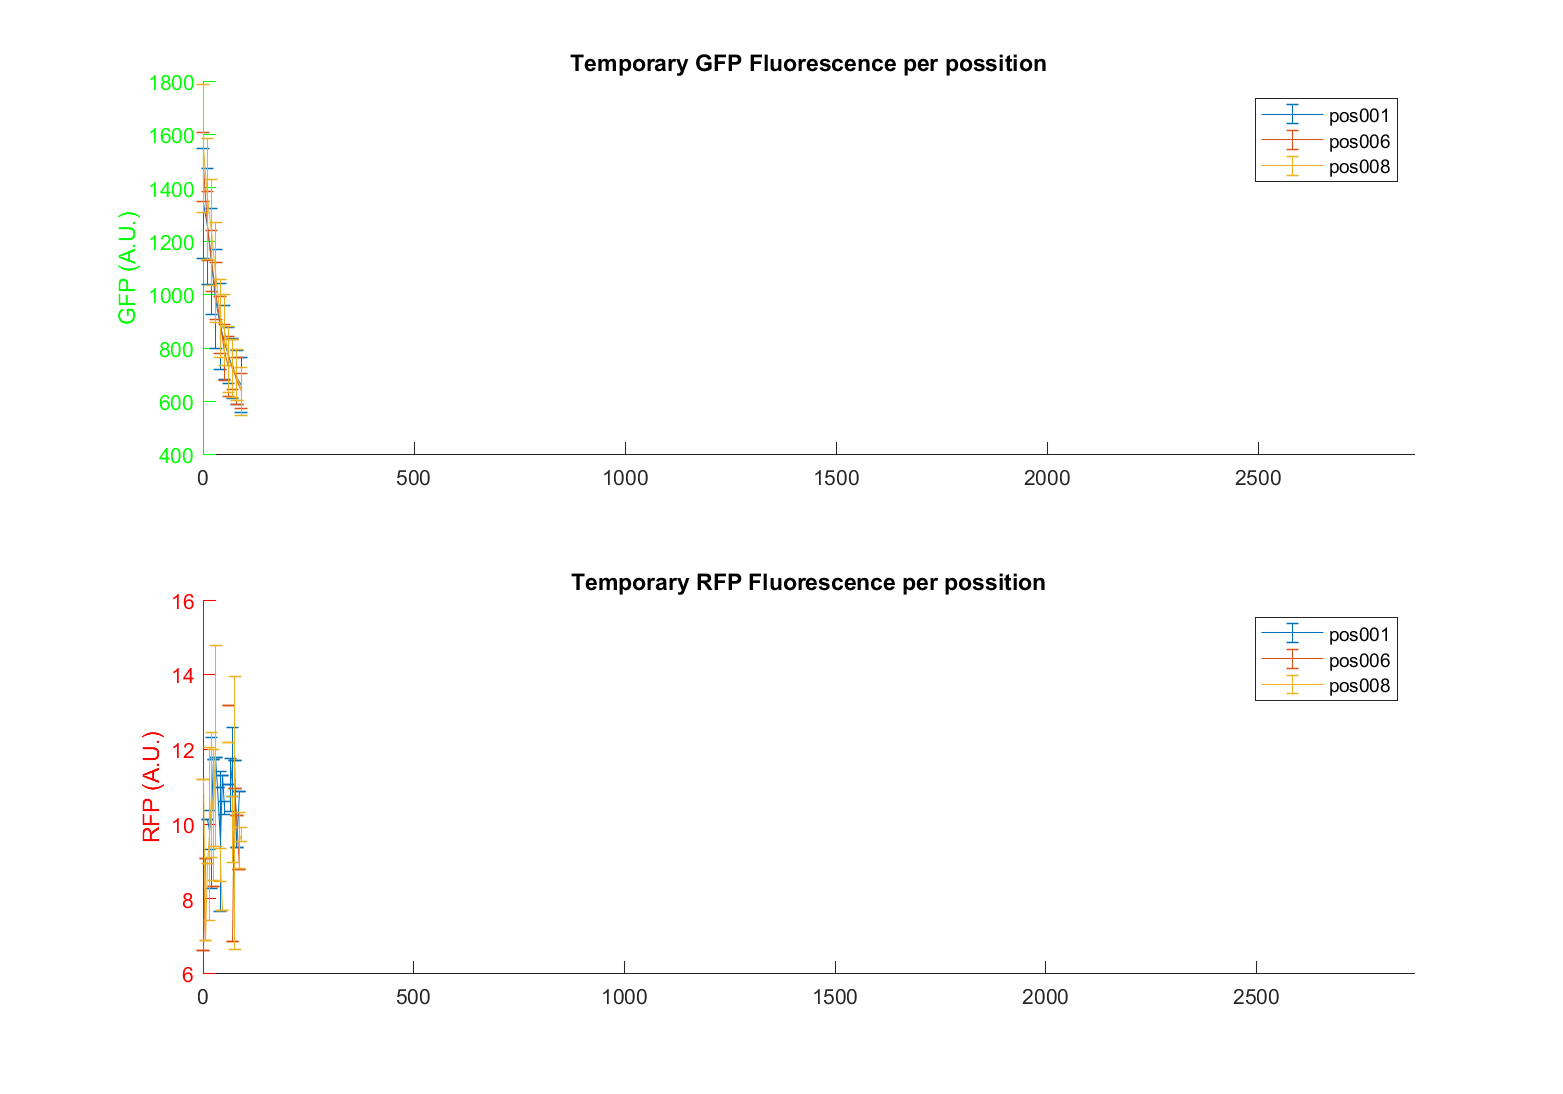 Temporary GFP Fluorescence per possition
1800
1600
1400
1200
1000
800
600
400
GFP (A.U.)
0 500 1000 1500 2000 2500
pos001
pos006
pos008
Temporary RFP Fluorescence per possition
16
14
12
10
8
6
RFP (A.U.)
0 500 1000 1500 2000 2500
pos001
pos006
pos008